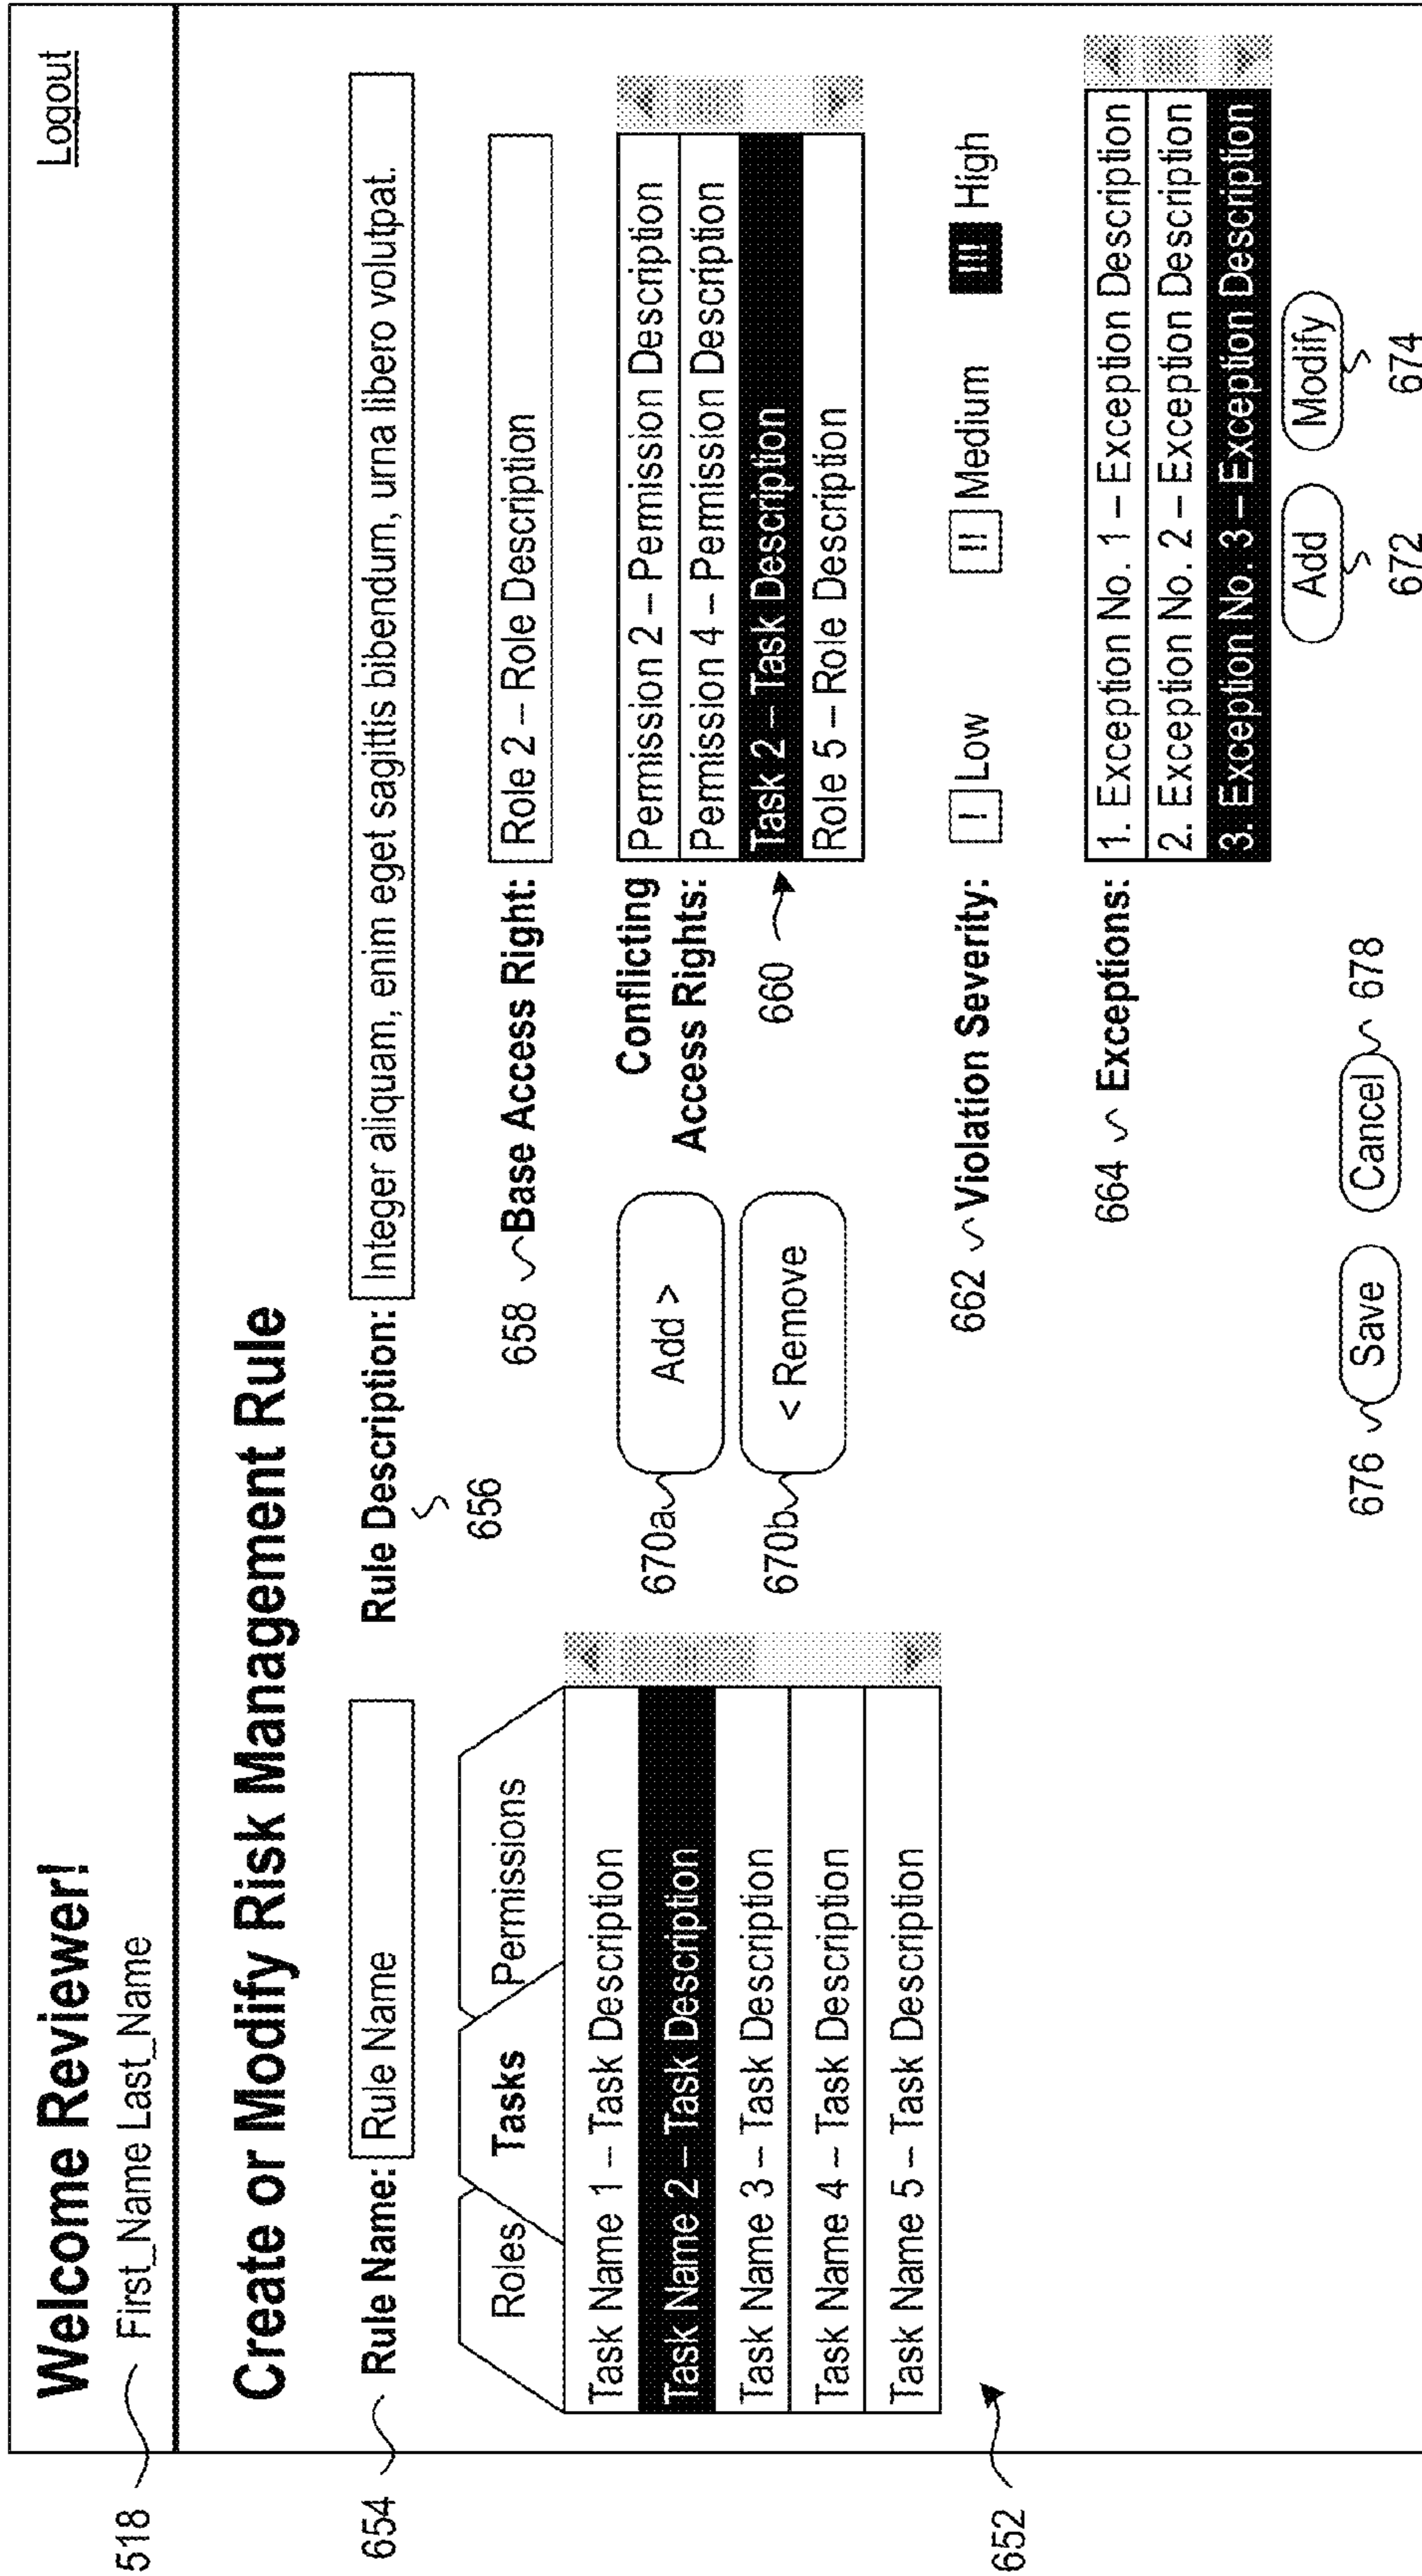 Welcome Reviewer!
Logout
518
First_Name Last_Name
Create or Modify Risk Management Rule
654
Rule Name:
Rule Name
Rule Description:
Integer aliquam, enim eget sagittis bibendum, urna libero volutpat.
656
Roles
Tasks
Permissions
Task Name 1 – Task Description
Task Name 2 – Task Description
Task Name 3 – Task Description
Task Name 4 – Task Description
Task Name 5 – Task Description
652
658
Base Access Right:
Role 2 – Role Description
670a
Add >
670b
< Remove
Conflicting
Access Rights:
660
Permission 2 – Permission Description
Permission 4 – Permission Description
Task 2 – Task Description
Role 5 – Role Description
662
Violation Severity:
! Low
!! Medium
!!! High
664
Exceptions:
1. Exception No. 1 – Exception Description
2. Exception No. 2 – Exception Description
3. Exception No. 3 – Exception Description
Add
Modify
672
674
676
Save
Cancel
678